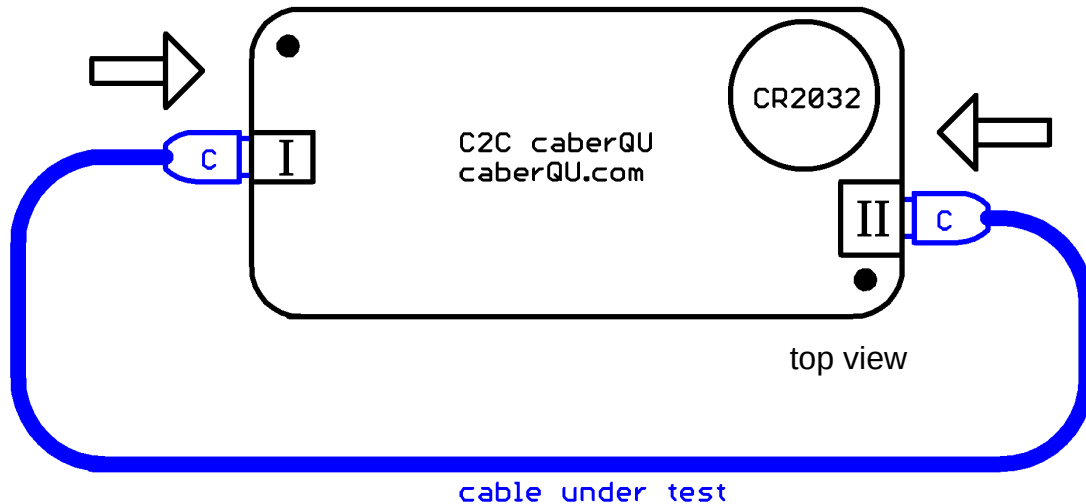 CR2032
C2C caberQU
caberQU.com
C
I
II
C
top view
cable under test